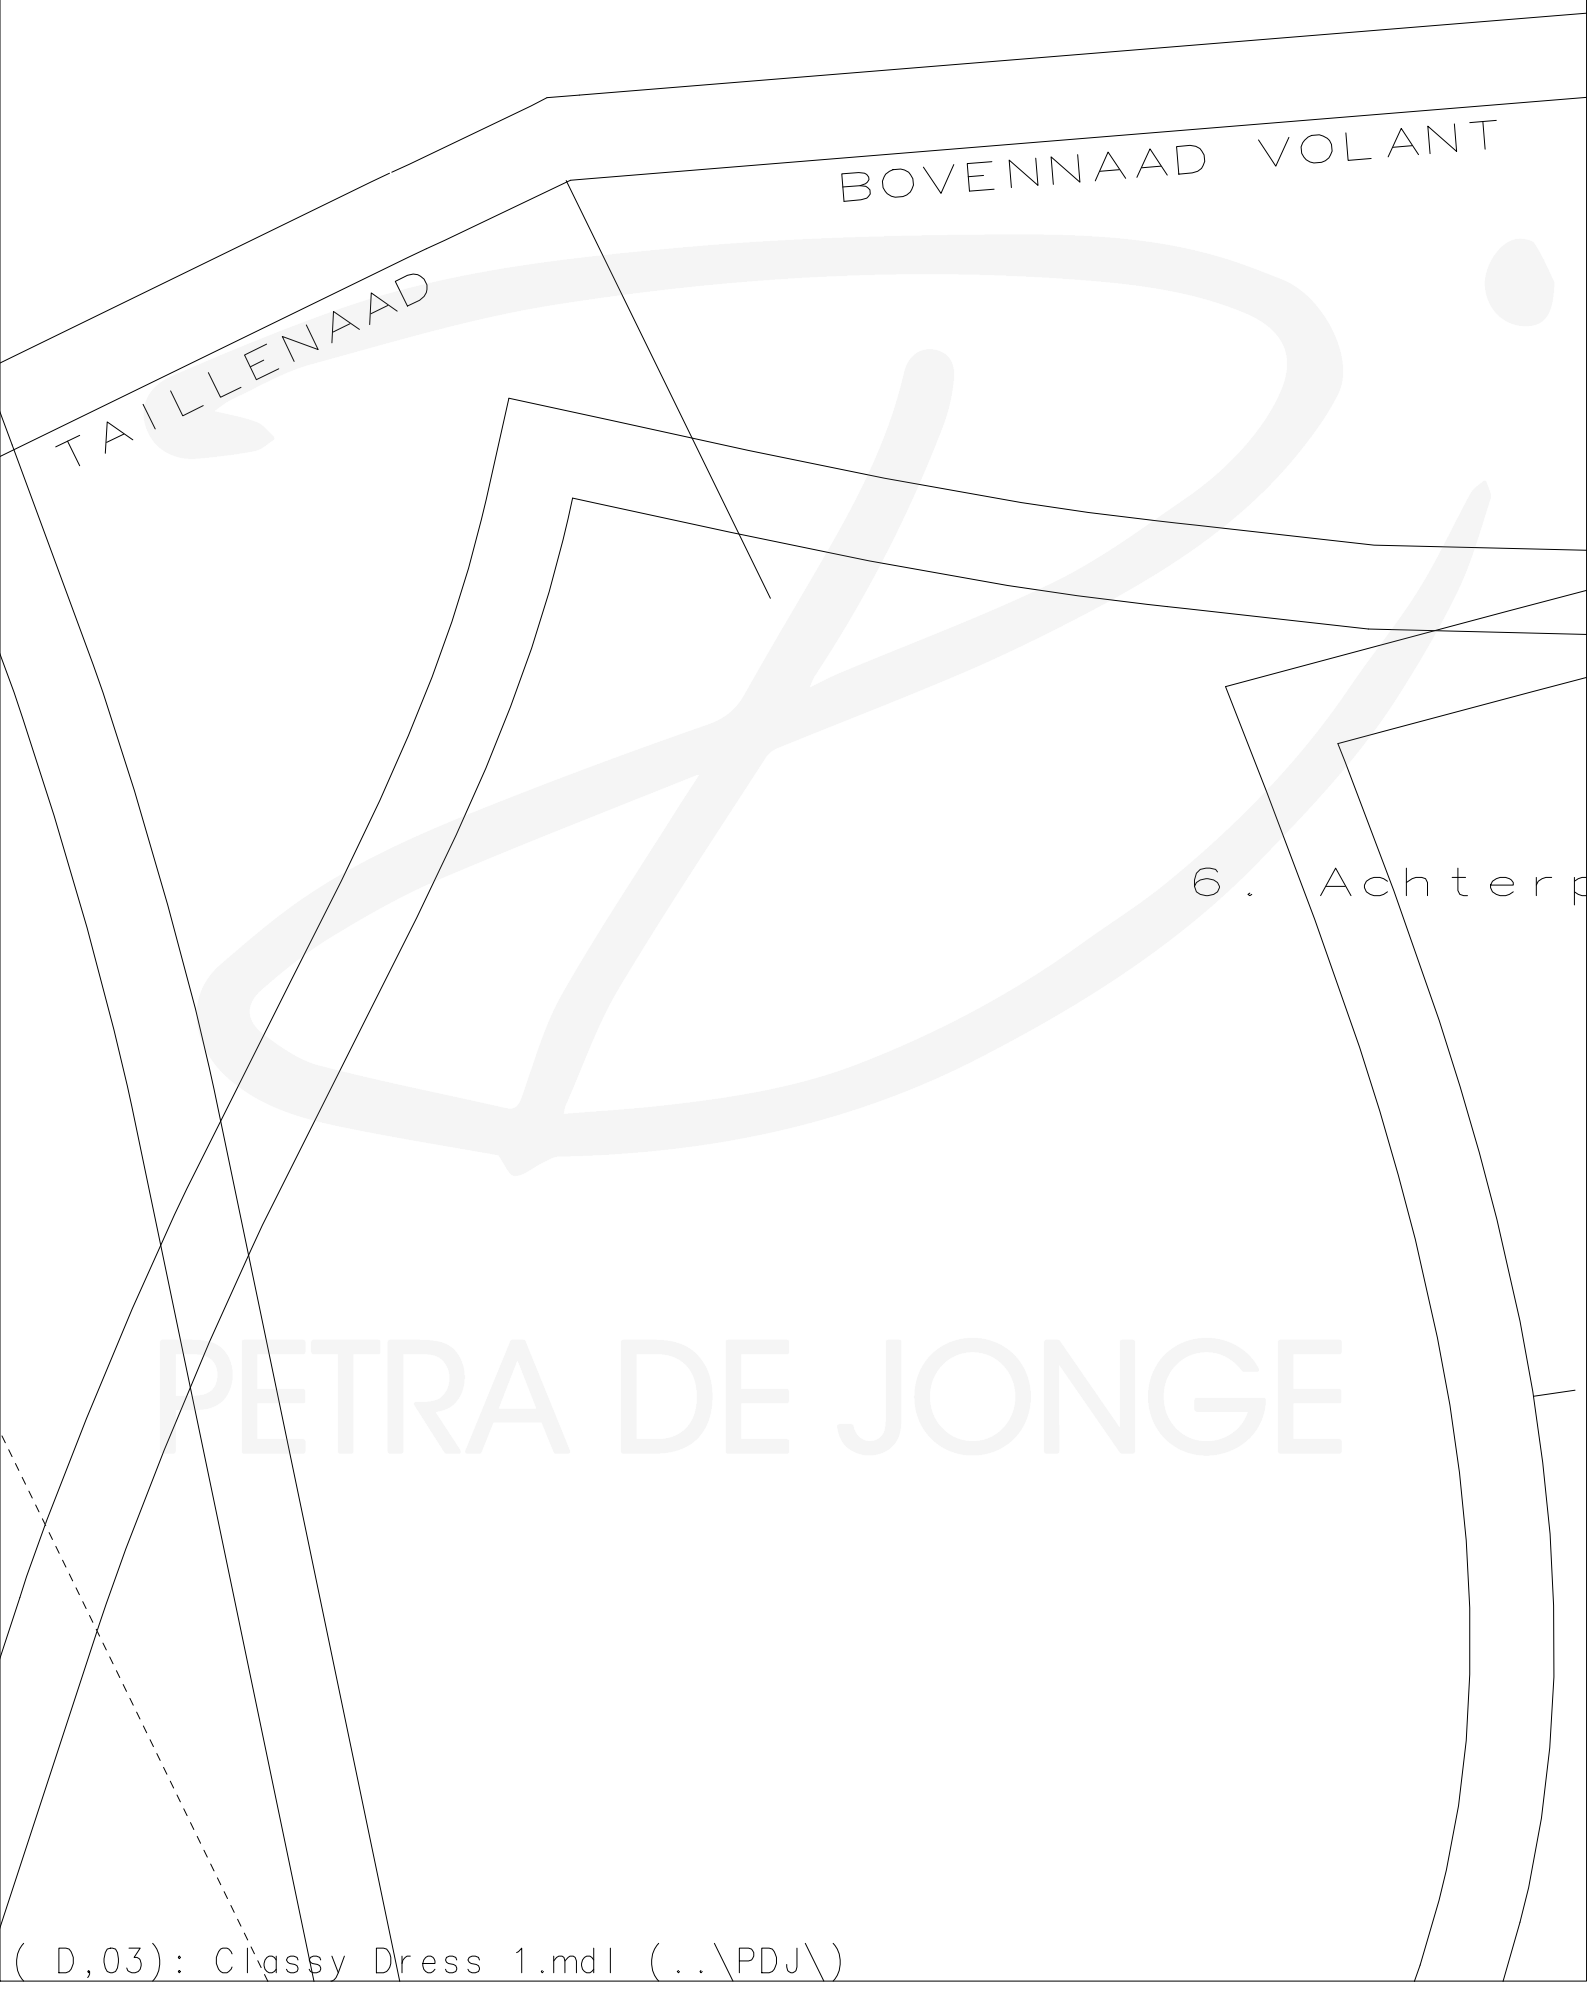 BOVENNAAD VOLANT
TAILLENAAD
6. Achterp
PETRA DE JONGE
( D,03): Classy Dress 1.mdl (..\PDJ\)